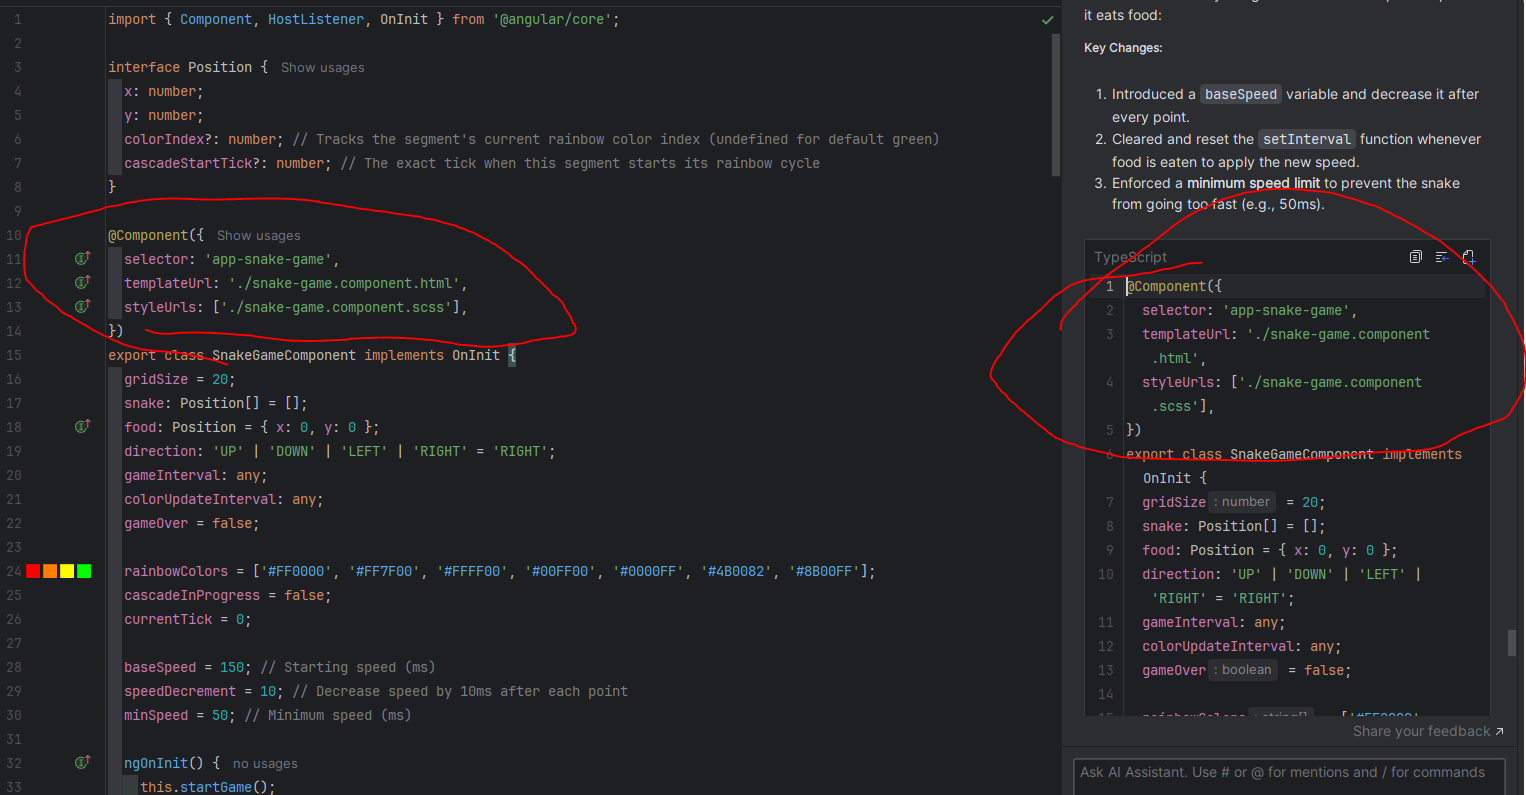 1 import { Component, HostListener, OnInit } from '@angular/core';
2
3 interface Position { Show usages
4 x: number;
5 y: number;
6 colorIndex?: number; // Tracks the segment's current rainbow color index (undefined for default green)
7 cascadeStartTick?: number; // The exact tick when this segment starts its rainbow cycle
8 }
9
10 @Component({ Show usages
11 selector: 'app-snake-game',
12 templateUrl: './snake-game.component.html',
13 styleUrls: ['./snake-game.component.scss'],
14 })
15 export class SnakeGameComponent implements OnInit {
16 gridSize = 20;
17 snake: Position[] = [];
18 food: Position = { x: 0, y: 0 };
19 direction: 'UP' | 'DOWN' | 'LEFT' | 'RIGHT' = 'RIGHT';
20 gameInterval: any;
21 colorUpdateInterval: any;
22 gameOver = false;
23
24 rainbowColors = ['#FF0000', '#FF7F00', '#FFFF00', '#00FF00', '#0000FF', '#4B0082', '#8B00FF'];
25 cascadeInProgress = false;
26 currentTick = 0;
27
28 baseSpeed = 150; // Starting speed (ms)
29 speedDecrement = 10; // Decrease speed by 10ms after each point
30 minSpeed = 50; // Minimum speed (ms)
31
32 ngOnInit() { no usages
33 this.startGame();
it eats food:
Key Changes:
1. Introduced a baseSpeed variable and decrease it after
every point.
2. Cleared and reset the setInterval function whenever
food is eaten to apply the new speed.
3. Enforced a minimum speed limit to prevent the snake
from going too fast (e.g., 50ms).
TypeScript
1 @Component({
2 selector: 'app-snake-game',
3 templateUrl: './snake-game.component
.html',
4 styleUrls: ['./snake-game.component
.scss'],
5 })
6 export class SnakeGameComponent implements
OnInit {
7 gridSize : number = 20;
8 snake: Position[] = [];
9 food: Position = { x: 0, y: 0 };
10 direction: 'UP' | 'DOWN' | 'LEFT' |
'RIGHT' = 'RIGHT';
11 gameInterval: any;
12 colorUpdateInterval: any;
13 gameOver : boolean = false;
14
Share your feedback ↗
Ask AI Assistant. Use # or @ for mentions and / for commands